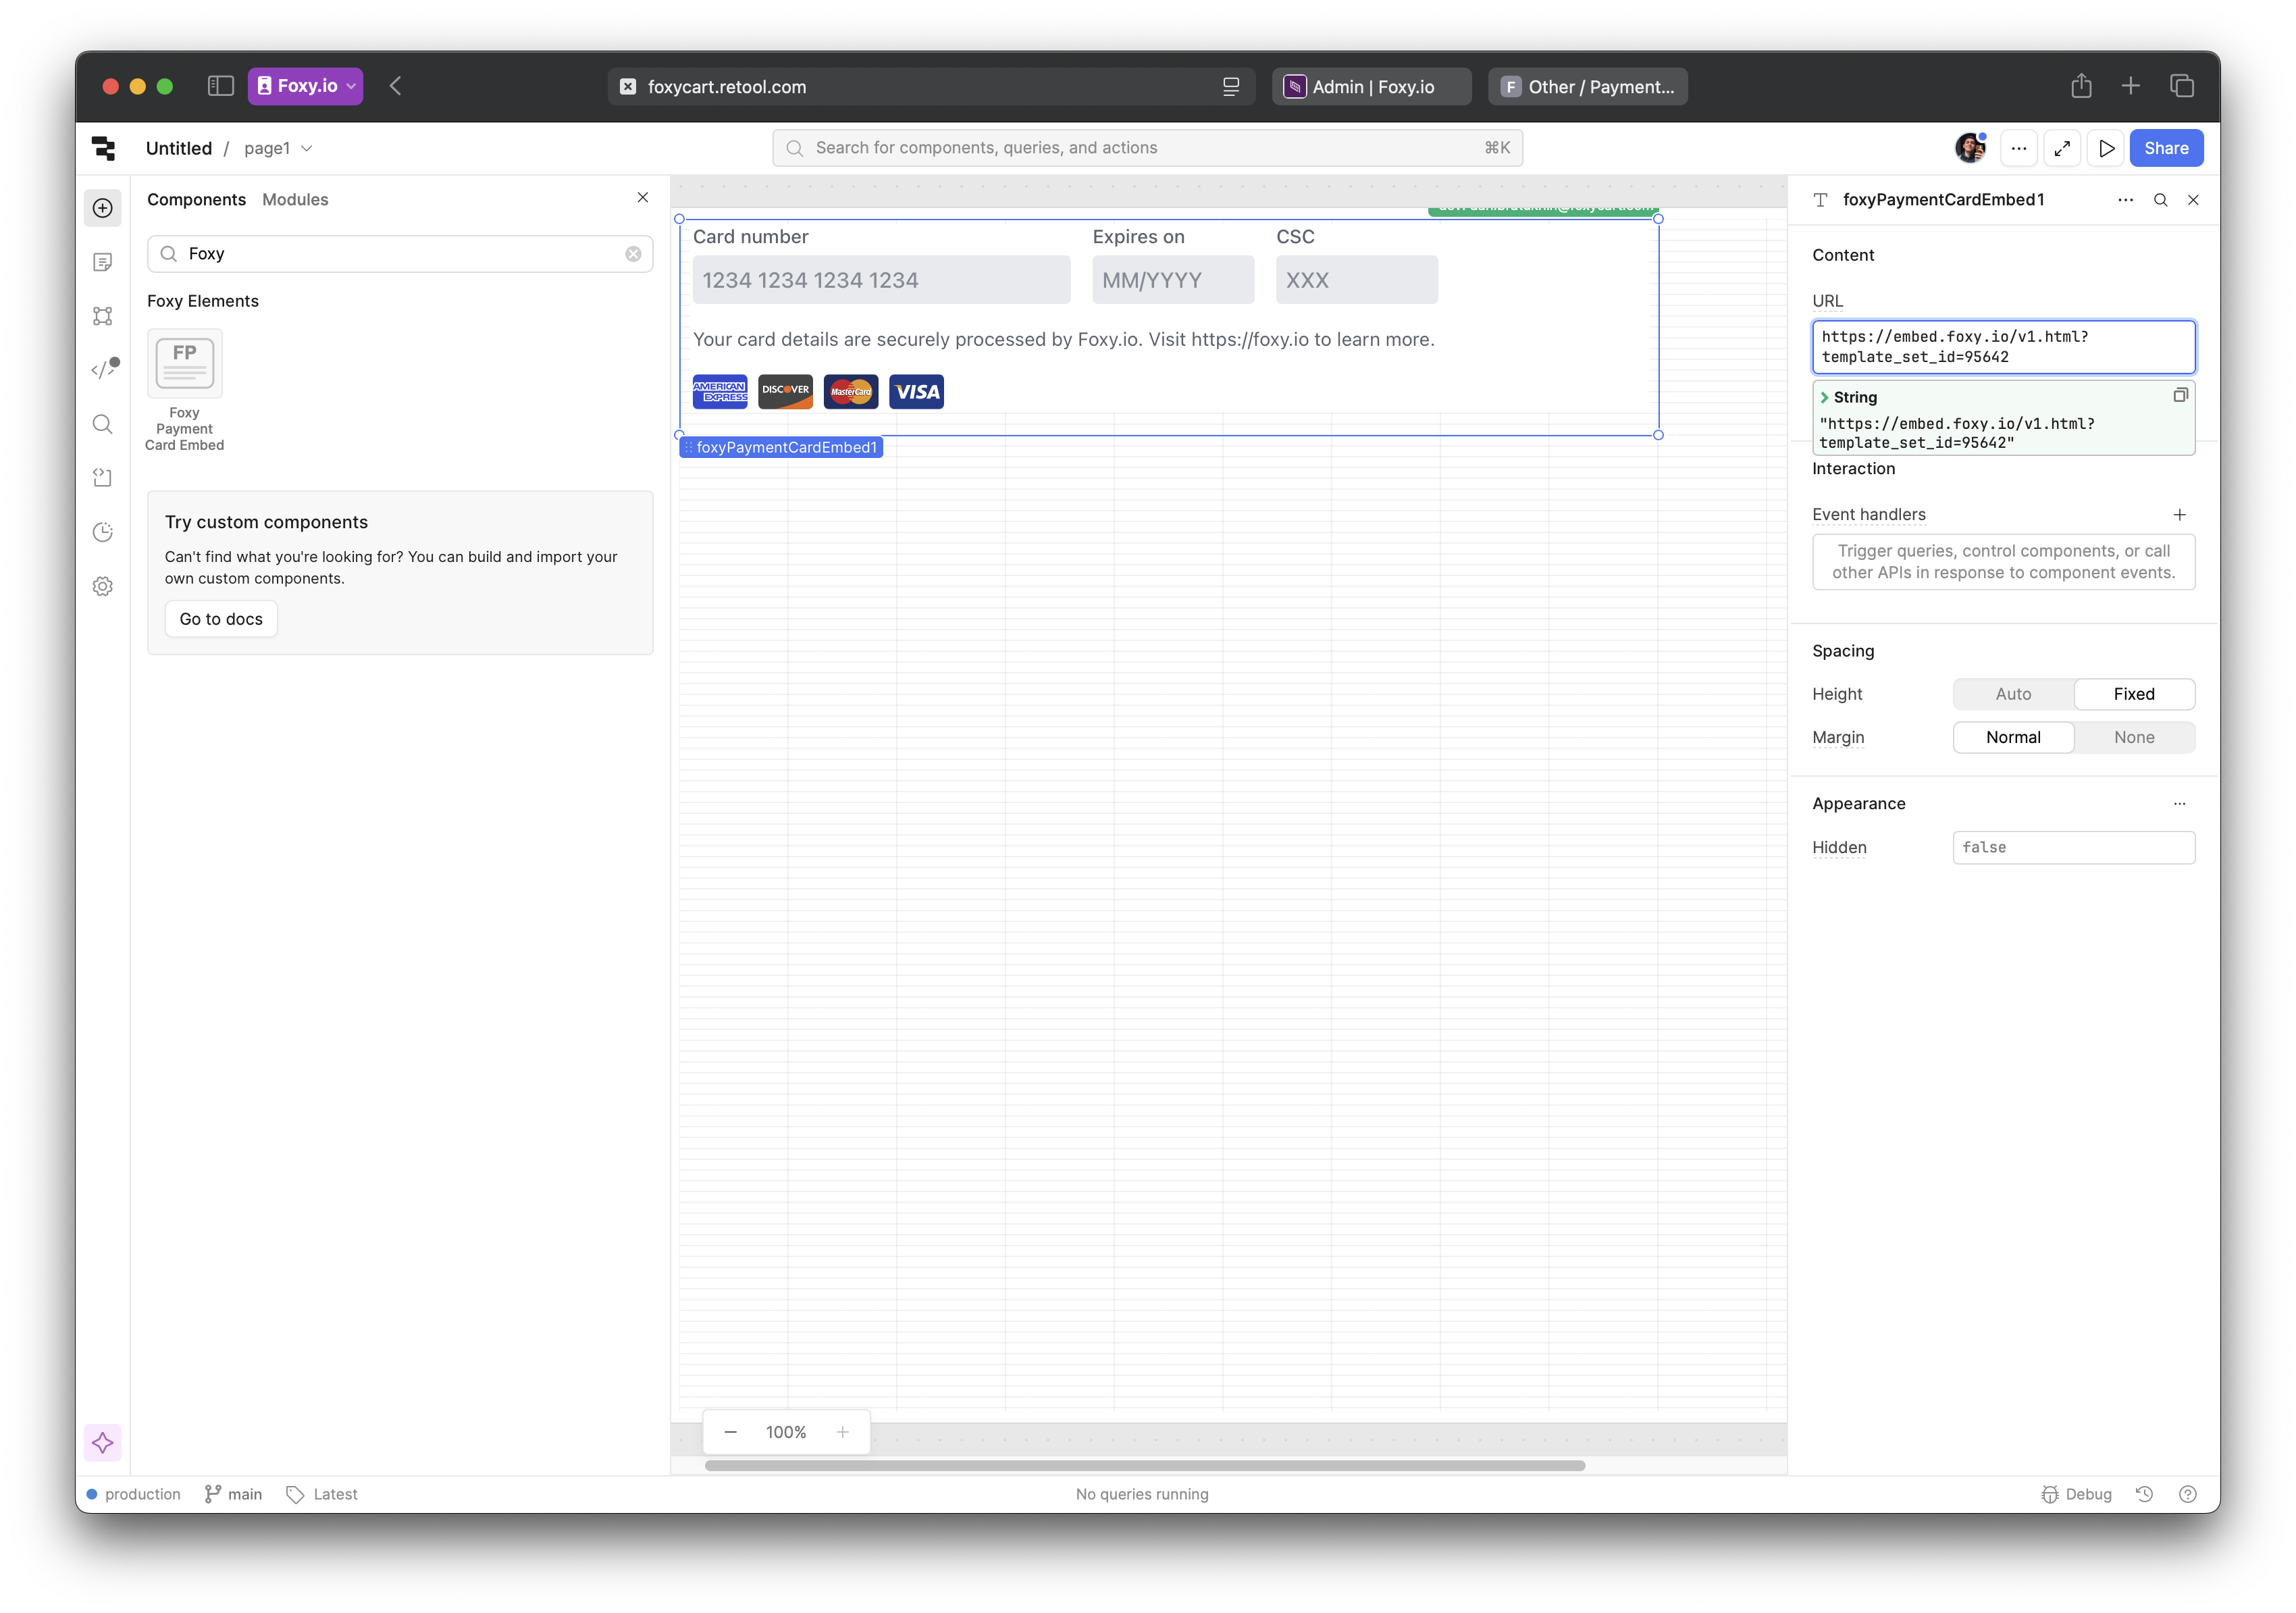 Foxy.io
foxycart.retool.com
Admin | Foxy.io
F
Other / Payment...
Untitled / page1
Search for components, queries, and actions
⌘K
Share
Components
Modules
Foxy
Foxy Elements
FP
Foxy
Payment
Card Embed
Try custom components
Can't find what you're looking for? You can build and import your
own custom components.
Go to docs
Card number
Expires on
CSC
1234 1234 1234 1234
MM/YYYY
XXX
Your card details are securely processed by Foxy.io. Visit https://foxy.io to learn more.
AMERICAN
EXPRESS
DISCOVER
MasterCard
VISA
foxyPaymentCardEmbed1
100%
foxyPaymentCardEmbed1
Content
URL
https://embed.foxy.io/v1.html?
template_set_id=95642
String
"https://embed.foxy.io/v1.html?
template_set_id=95642"
Interaction
Event handlers
Trigger queries, control components, or call
other APIs in response to component events.
Spacing
Height
Auto
Fixed
Margin
Normal
None
Appearance
Hidden
false
production
main
Latest
No queries running
Debug